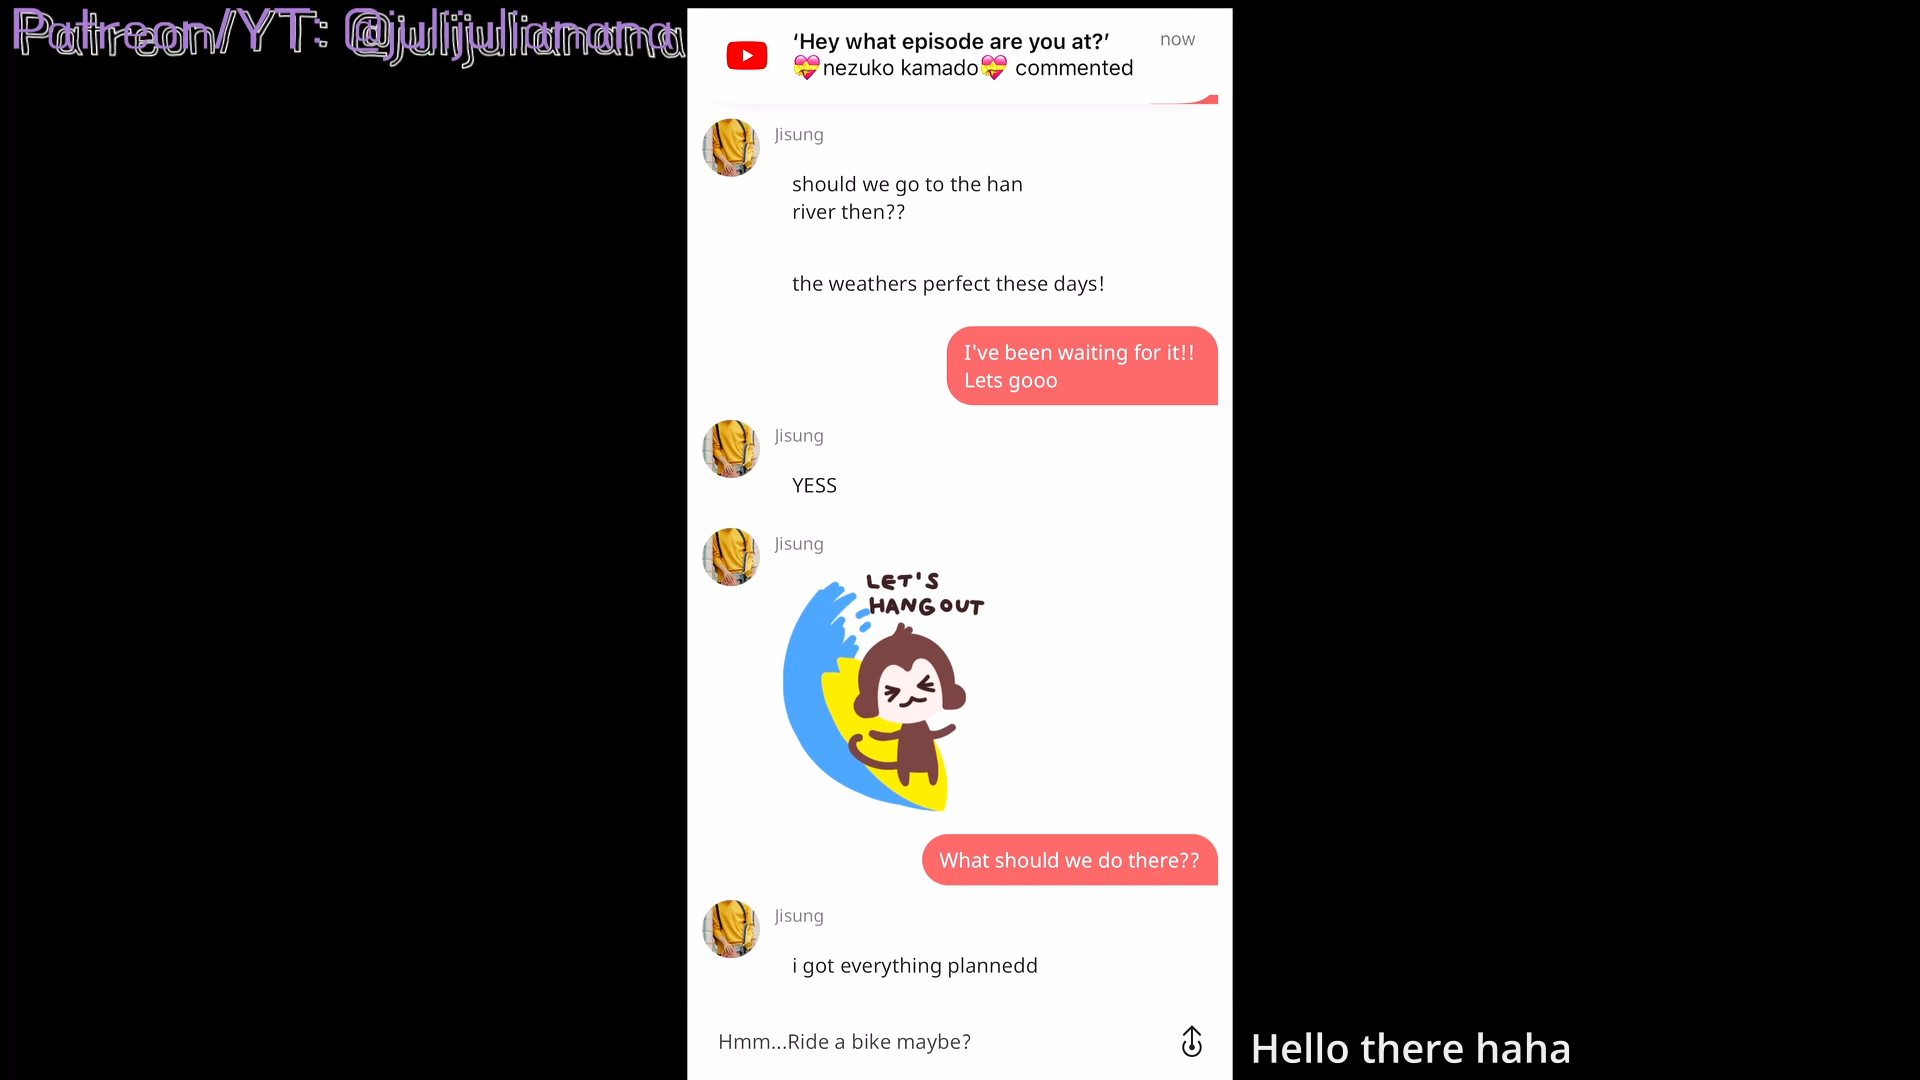 Patreon/YT: @julijulianana
‘Hey what episode are you at?’
now
💝nezuko kamado💝 commented
Jisung
should we go to the han
river then??
the weathers perfect these days!
I've been waiting for it!!
Lets gooo
Jisung
YESS
Jisung
LET'S
HANG OUT
What should we do there??
Jisung
i got everything plannedd
Hmm...Ride a bike maybe?
Hello there haha